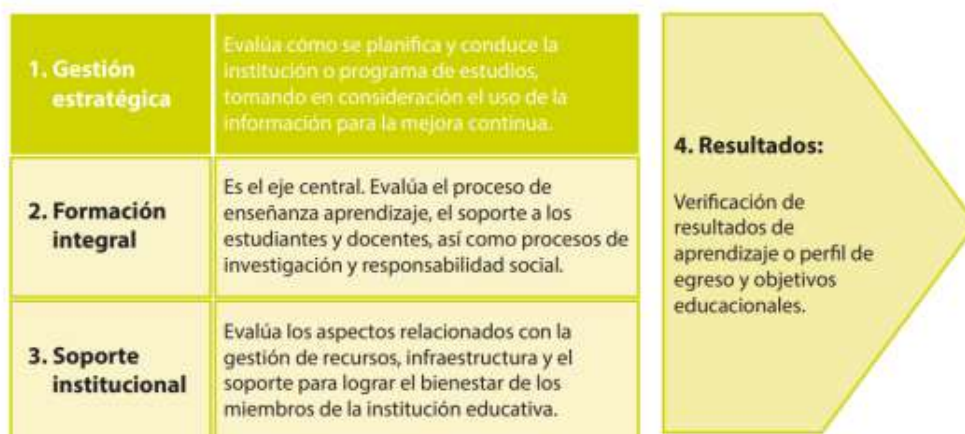 1. Gestión
estratégica
Evalúa cómo se planifica y conduce la
institución o programa de estudios,
tomando en consideración el uso de la
información para la mejora continua.
2. Formación
integral
Es el eje central. Evalúa el proceso de
enseñanza aprendizaje, el soporte a los
estudiantes y docentes, así como procesos de
investigación y responsabilidad social.
3. Soporte
institucional
Evalúa los aspectos relacionados con la
gestión de recursos, infraestructura y el
soporte para lograr el bienestar de los
miembros de la institución educativa.
4. Resultados:
Verificación de
resultados de
aprendizaje o perfil de
egreso y objetivos
educacionales.